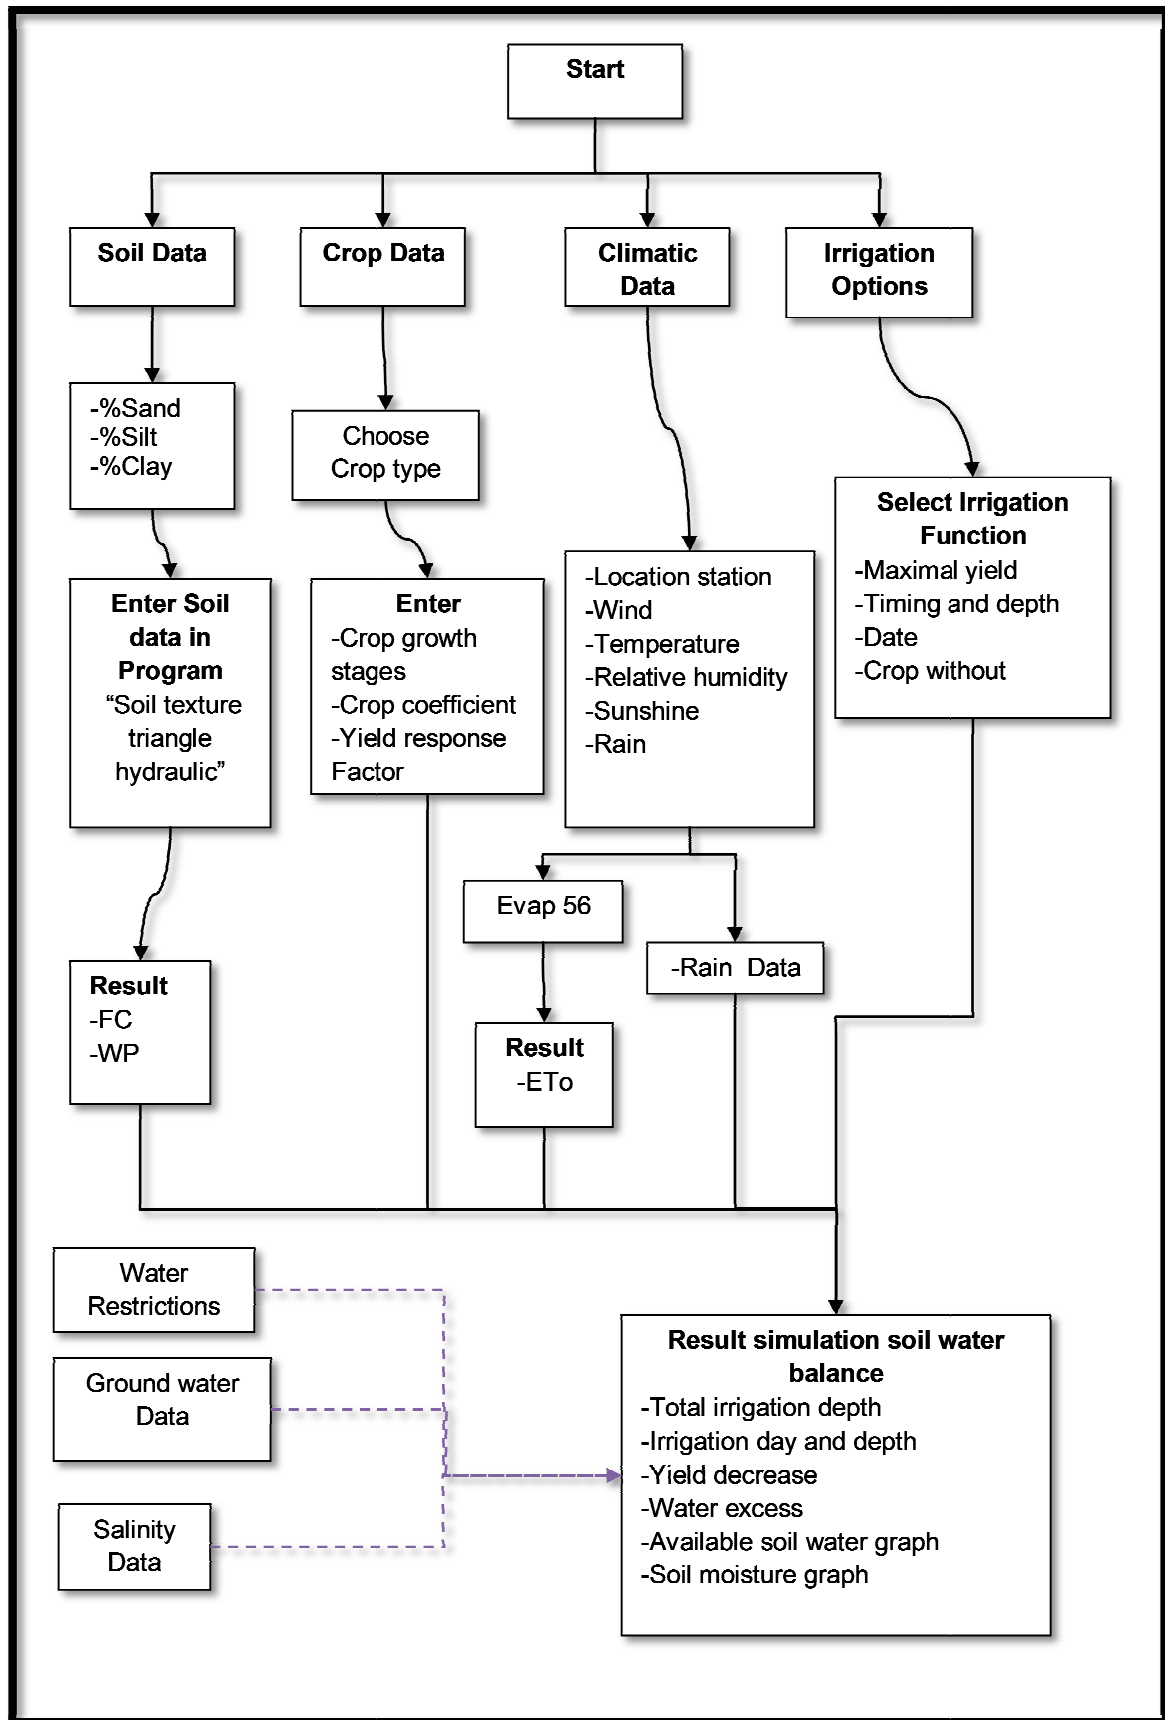 Start
Soil Data
Crop Data
Climatic
Data
Irrigation
Options
-%Sand
-%Silt
-%Clay
Choose
Crop type
Select Irrigation
Function
-Maximal yield
-Timing and depth
-Date
-Crop without
Enter Soil
data in
Program
“Soil texture
triangle
hydraulic”
Enter
-Crop growth
stages
-Crop coefficient
-Yield response
Factor
-Location station
-Wind
-Temperature
-Relative humidity
-Sunshine
-Rain
Evap 56
-Rain  Data
Result
-FC
-WP
Result
-ETo
Water
Restrictions
Ground water
Data
Salinity
Data
Result simulation soil water
balance
-Total irrigation depth
-Irrigation day and depth
-Yield decrease
-Water excess
-Available soil water graph
-Soil moisture graph